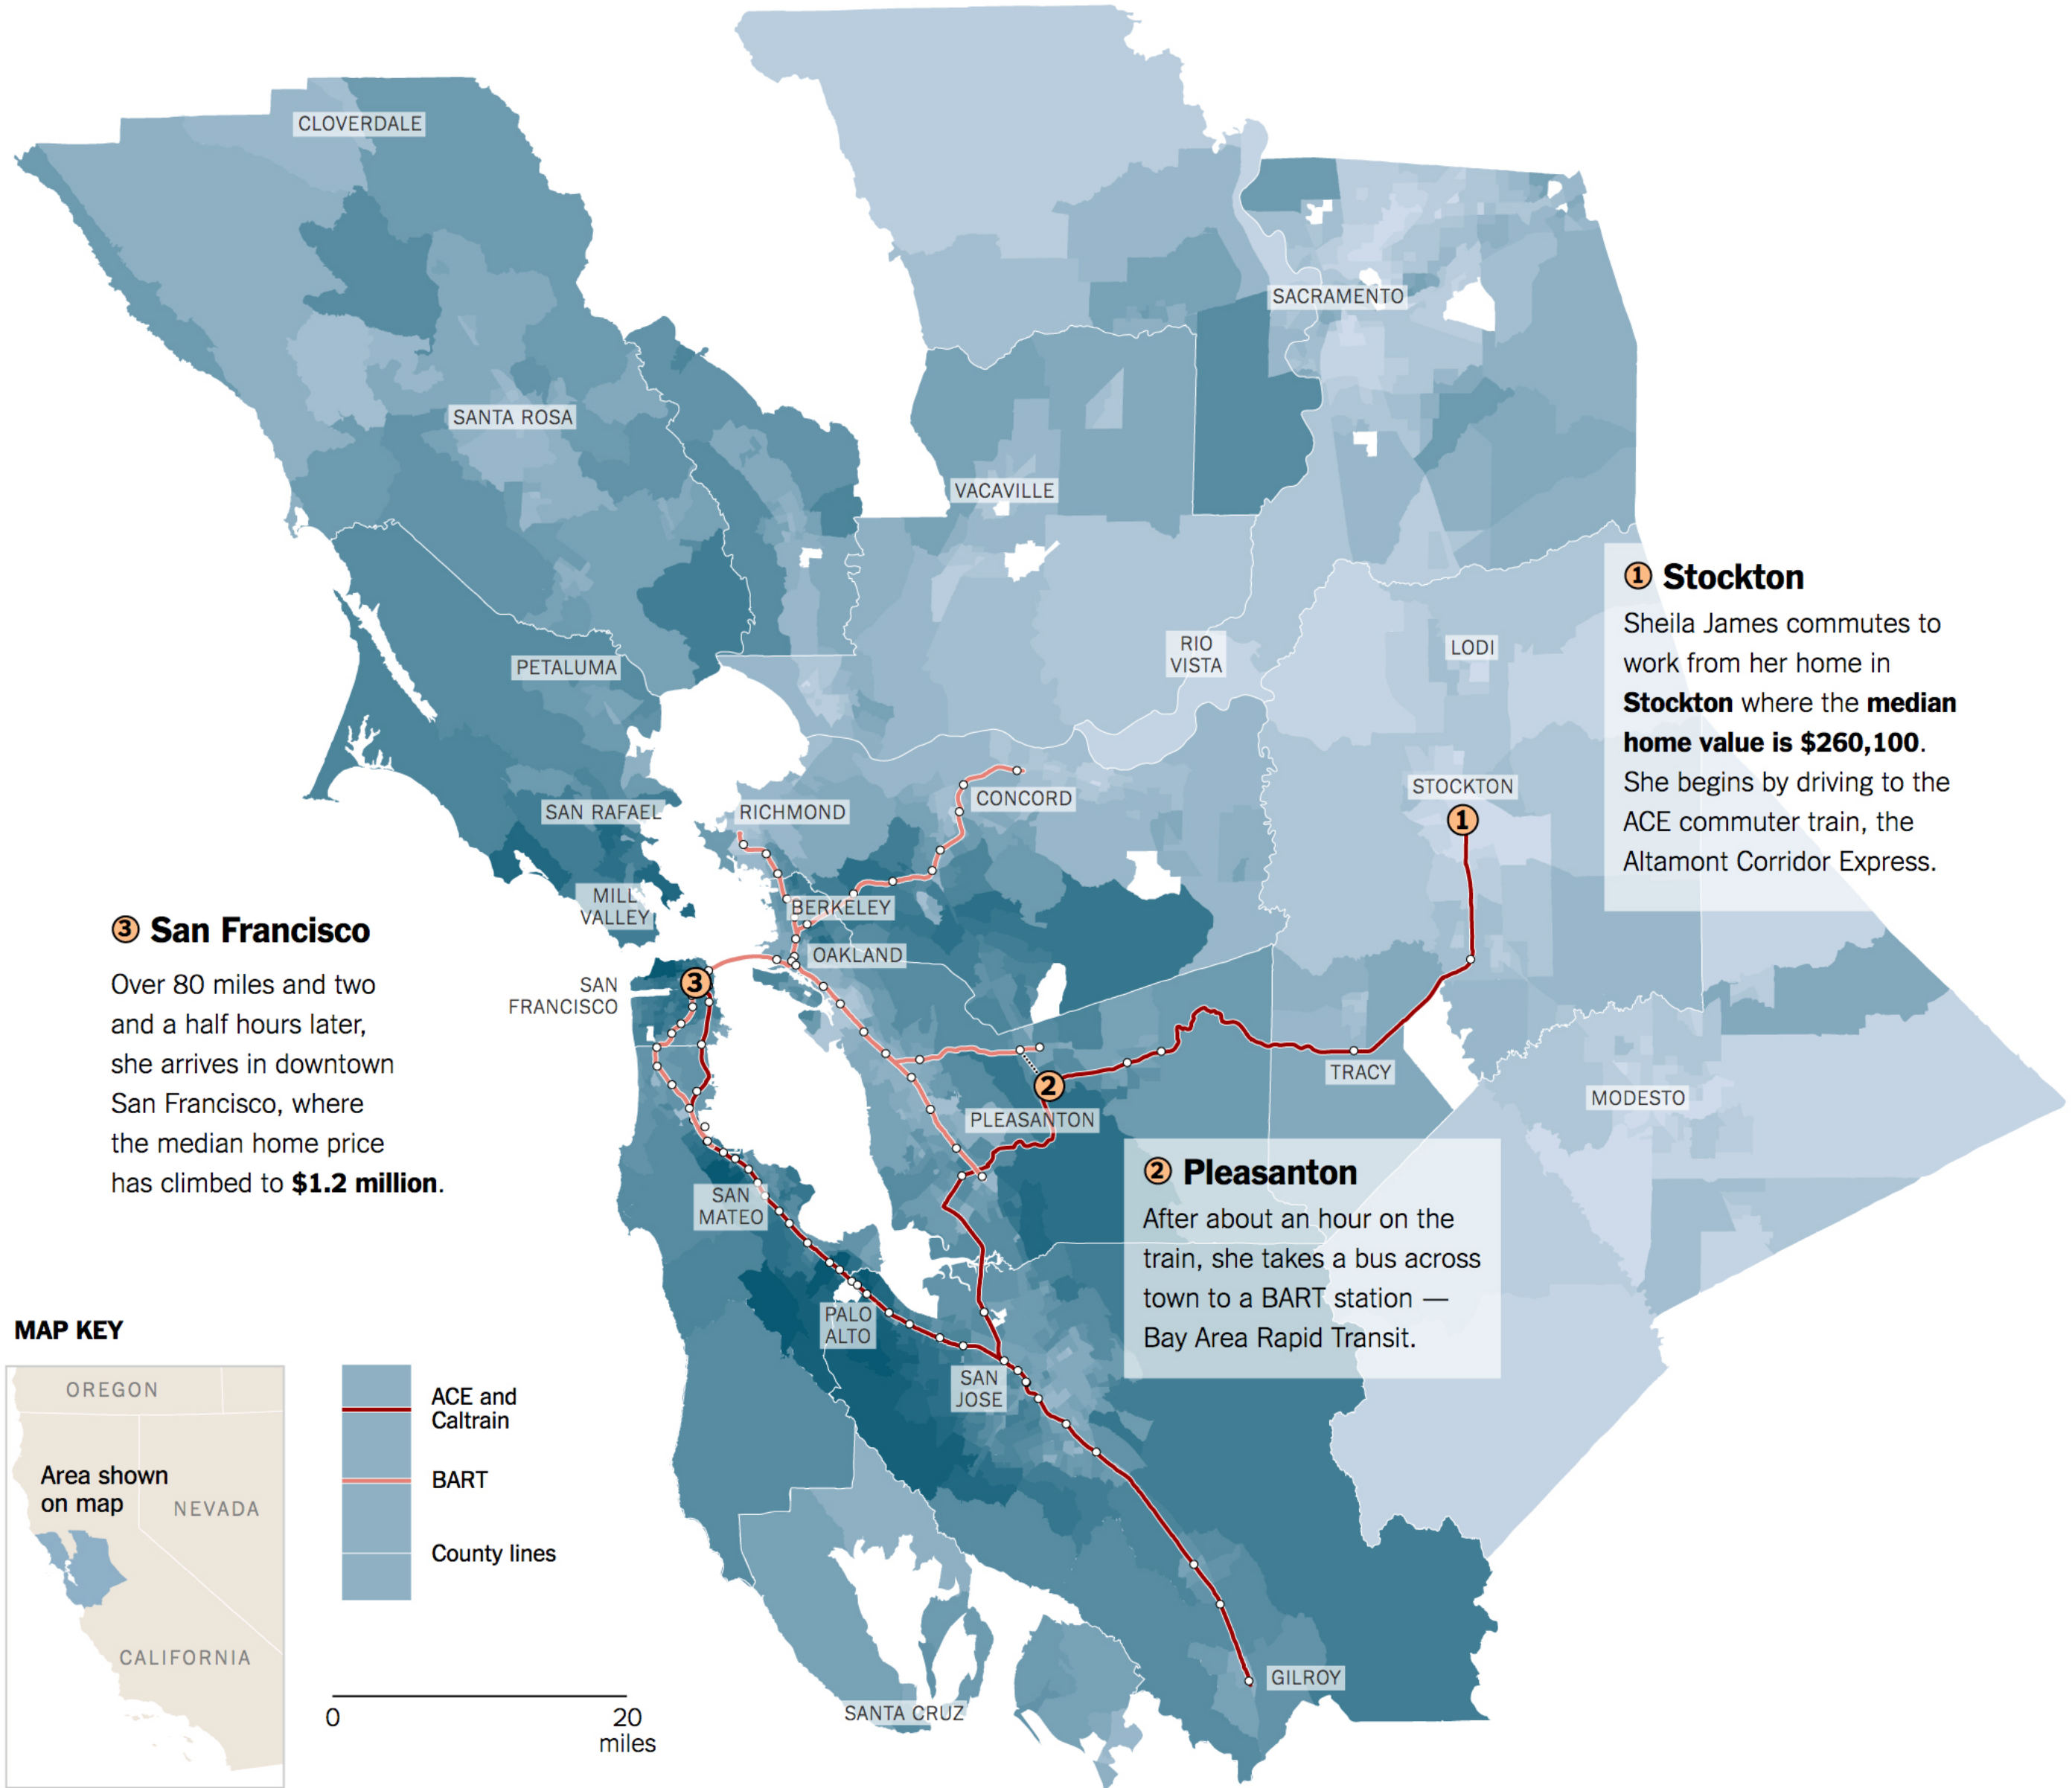 CLOVERDALE
SACRAMENTO
SANTA ROSA
VACAVILLE
① Stockton
Sheila James commutes to
work from her home in
Stockton where the median
home value is $260,100.
She begins by driving to the
ACE commuter train, the
Altamont Corridor Express.
RIO
VISTA
LODI
PETALUMA
STOCKTON
1
CONCORD
SAN RAFAEL
RICHMOND
MILL
VALLEY
BERKELEY
OAKLAND
③ San Francisco
Over 80 miles and two
and a half hours later,
she arrives in downtown
San Francisco, where
the median home price
has climbed to $1.2 million.
SAN
FRANCISCO
3
TRACY
2
PLEASANTON
MODESTO
② Pleasanton
After about an hour on the
train, she takes a bus across
town to a BART station —
Bay Area Rapid Transit.
SAN
MATEO
PALO
ALTO
SAN
JOSE
MAP KEY
OREGON
Area shown
on map
NEVADA
CALIFORNIA
ACE and
Caltrain
BART
County lines
0
20
miles
GILROY
SANTA CRUZ